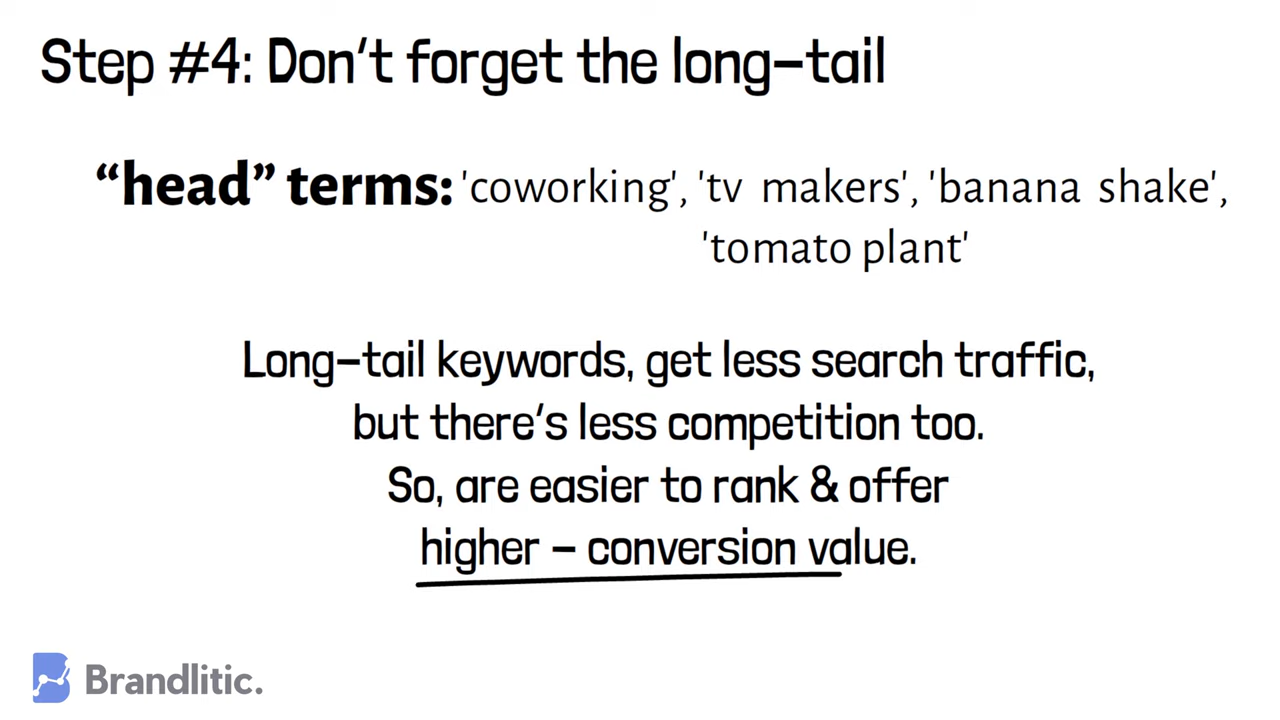 Step #4: Don't forget the long-tail
“head” terms: 'coworking', 'tv makers', 'banana shake',
'tomato plant'
Long-tail keywords, get less search traffic,
but there's less competition too.
So, are easier to rank & offer
higher - conversion value.
Brandlitic.